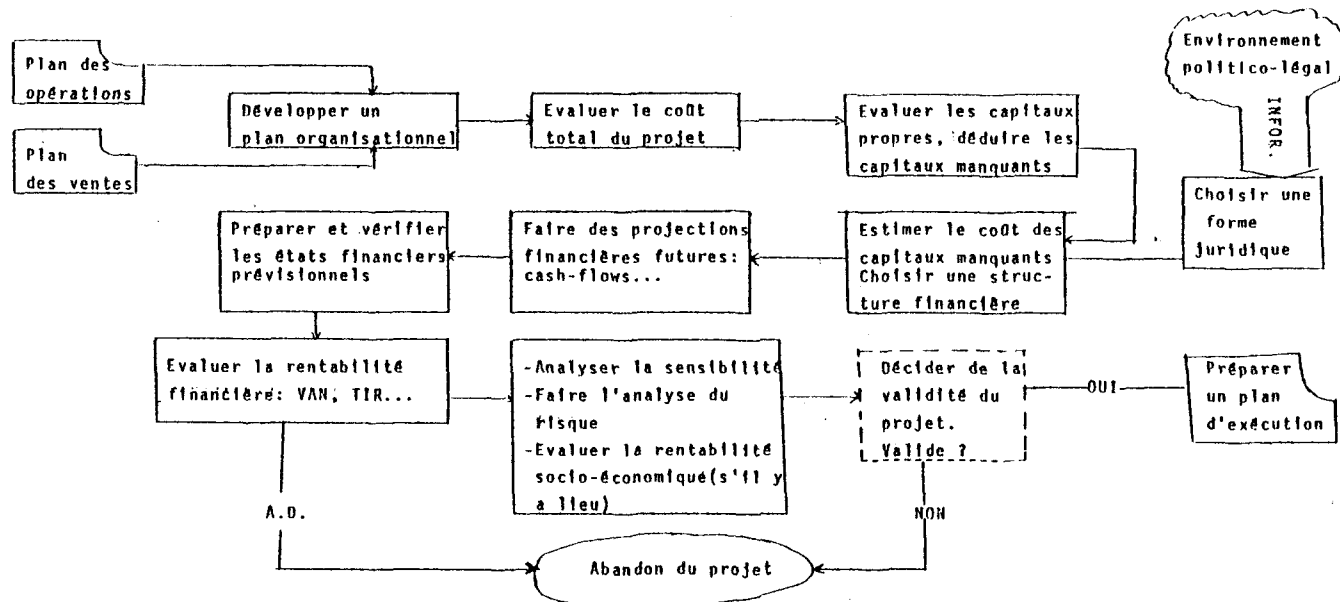 Plan des
opérations
Plan
des ventes
Développer un
plan organisationnel
Evaluer le coût
total du projet
Evaluer les capitaux
propres, déduire les
capitaux manquants
Environnement
politico-légal
INFOR.
Choisir une
forme
juridique
Estimer le coût des
capitaux manquants
Choisir une struc-
ture financière
Faire des projections
financières futures:
cash-flows...
Préparer et vérifier
les états financiers
prévisionnels
Evaluer la rentabilité
financière: VAN, TIR...
-Analyser la sensibilité
-Faire l'analyse du
risque
-Evaluer la rentabilité
socio-économique(s'il y
a lieu)
Décider de la
validité du
projet.
Valide ?
OUI
Préparer
un plan
d'exécution
A.D.
NON
Abandon du projet